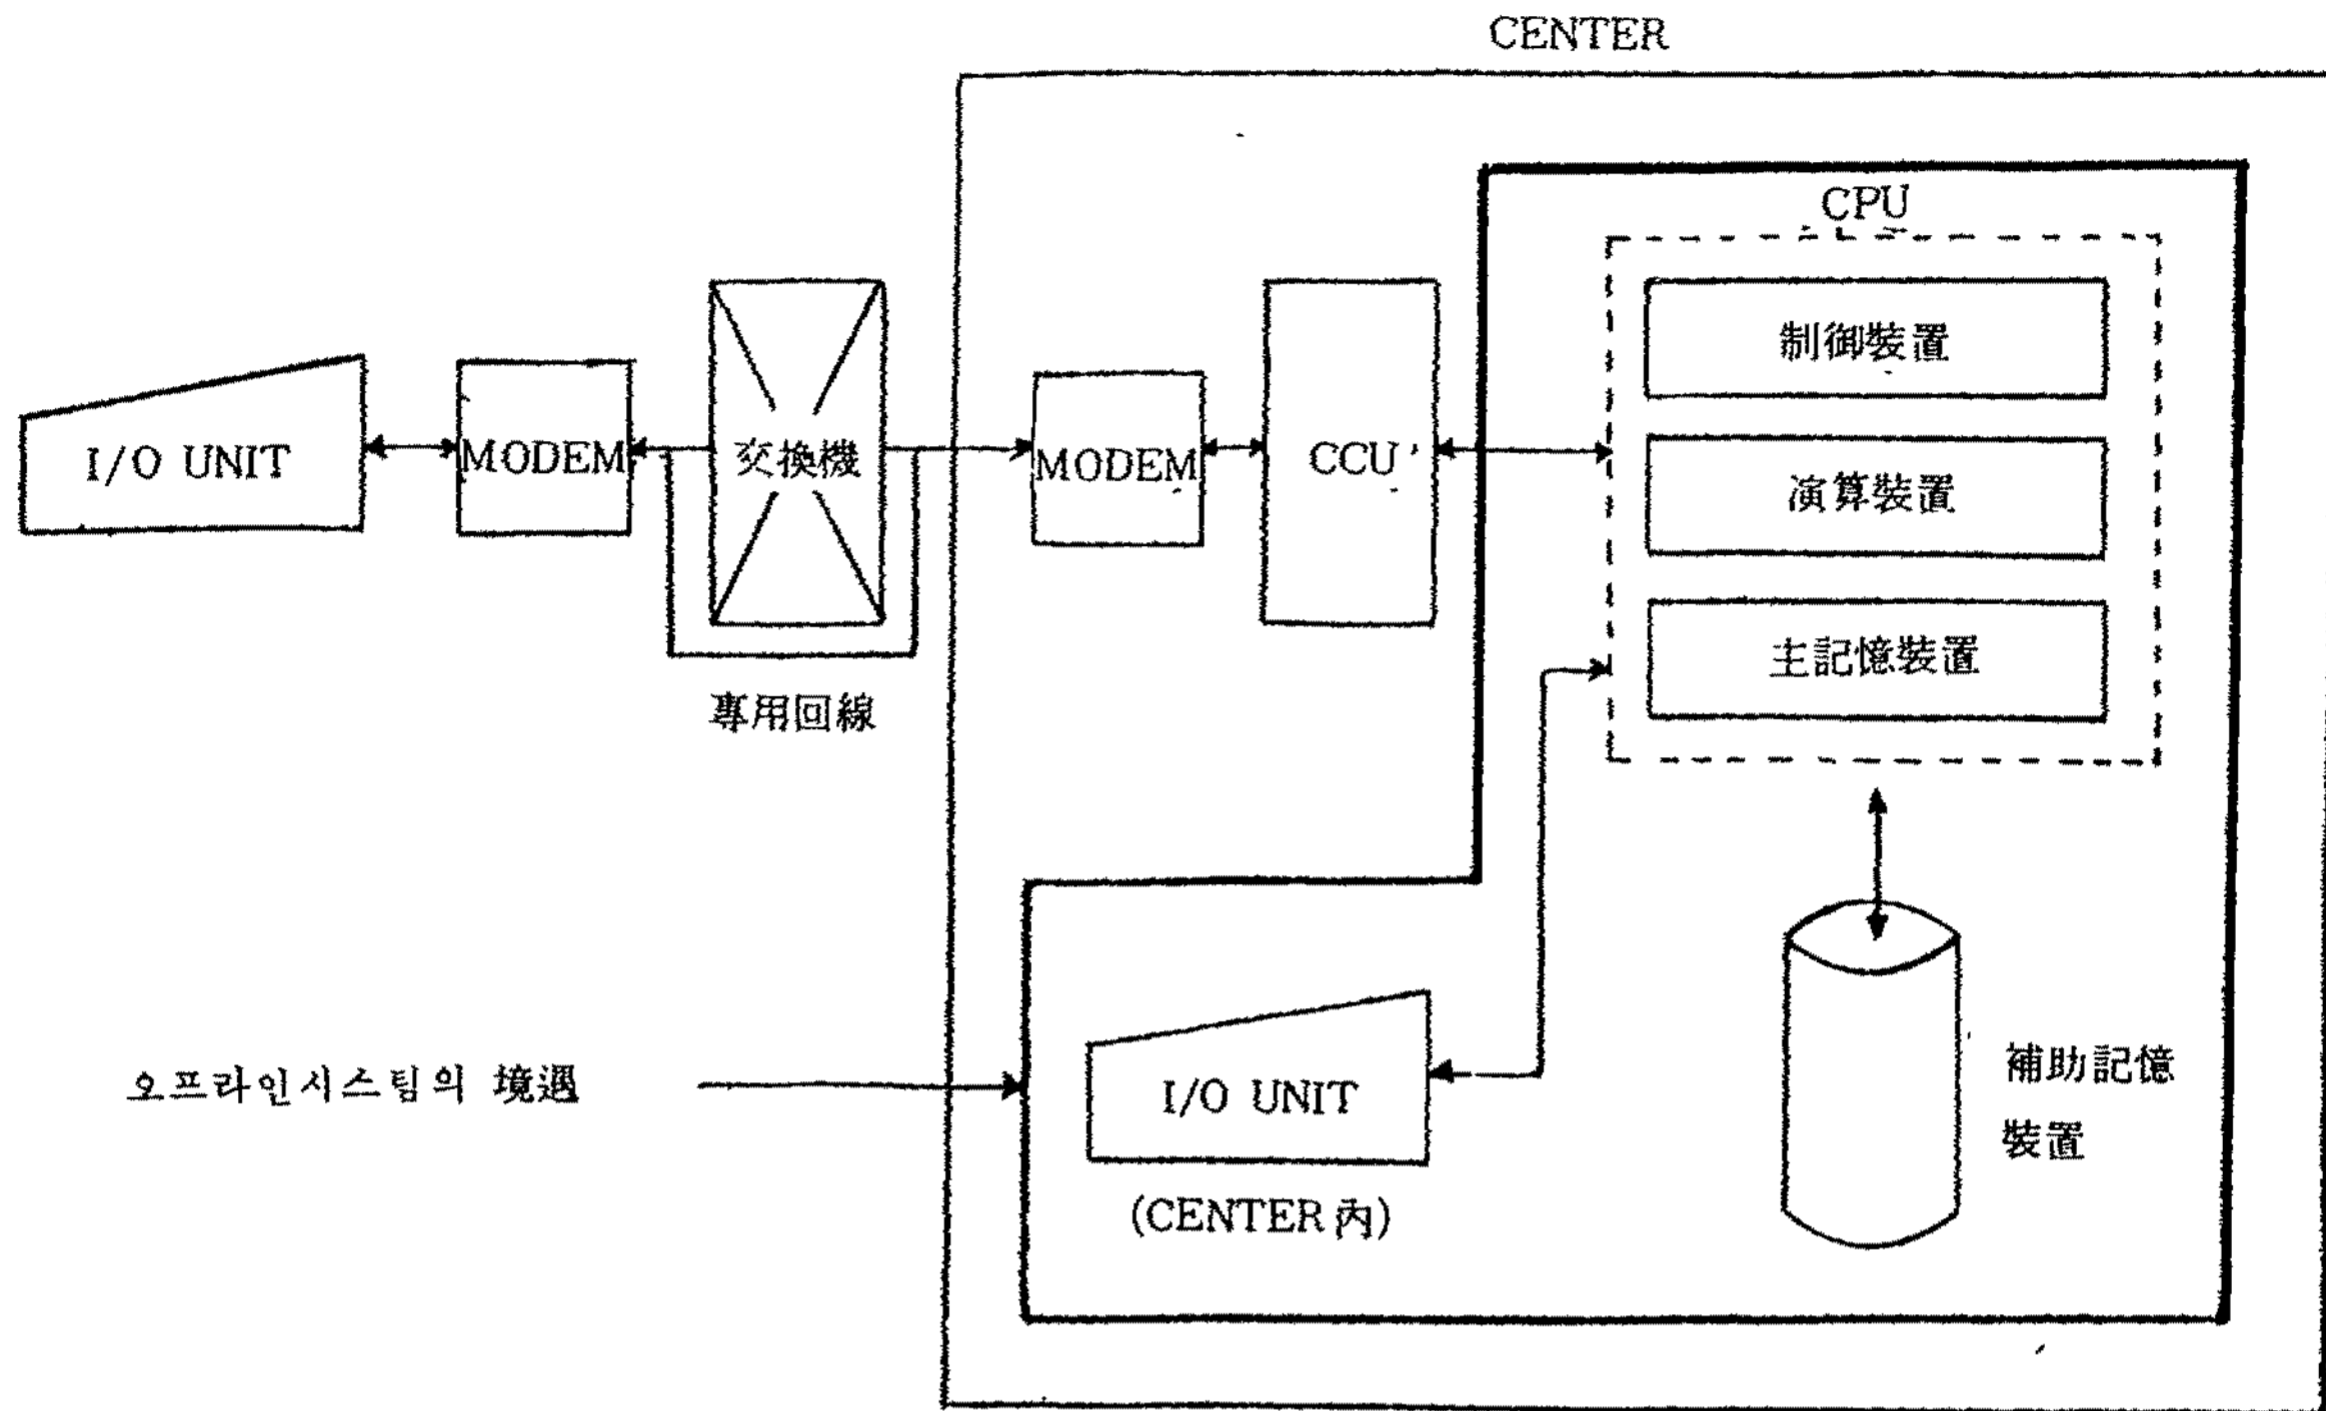 CENTER
CPU
制御裝置
I/O UNIT
MODEM
交換機
MODEM
CCU
演算裝置
主記憶裝置
專用回線
오프라인시스팀의 境遇
I/O UNIT
(CENTER 內)
補助記憶
裝置